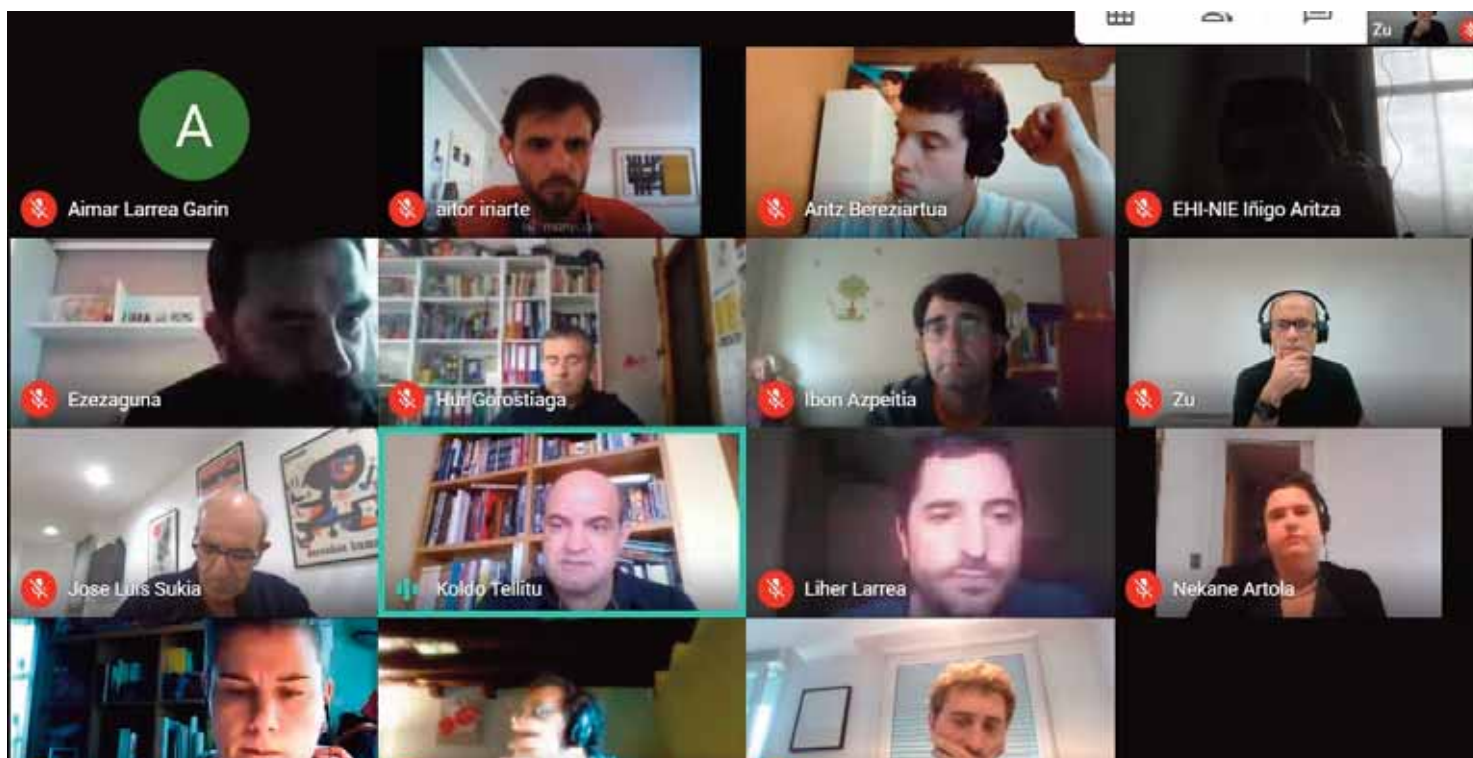 Zu
A
Aimar Larrea Garin
aitor iriarte
Aritz Bereziartua
EHI-NIE Iñigo Aritza
Ezezaguna
Hur Gorostiaga
Ibon Azpeitia
Zu
Jose Luis Sukia
Koldo Tellitu
Liher Larrea
Nekane Artola